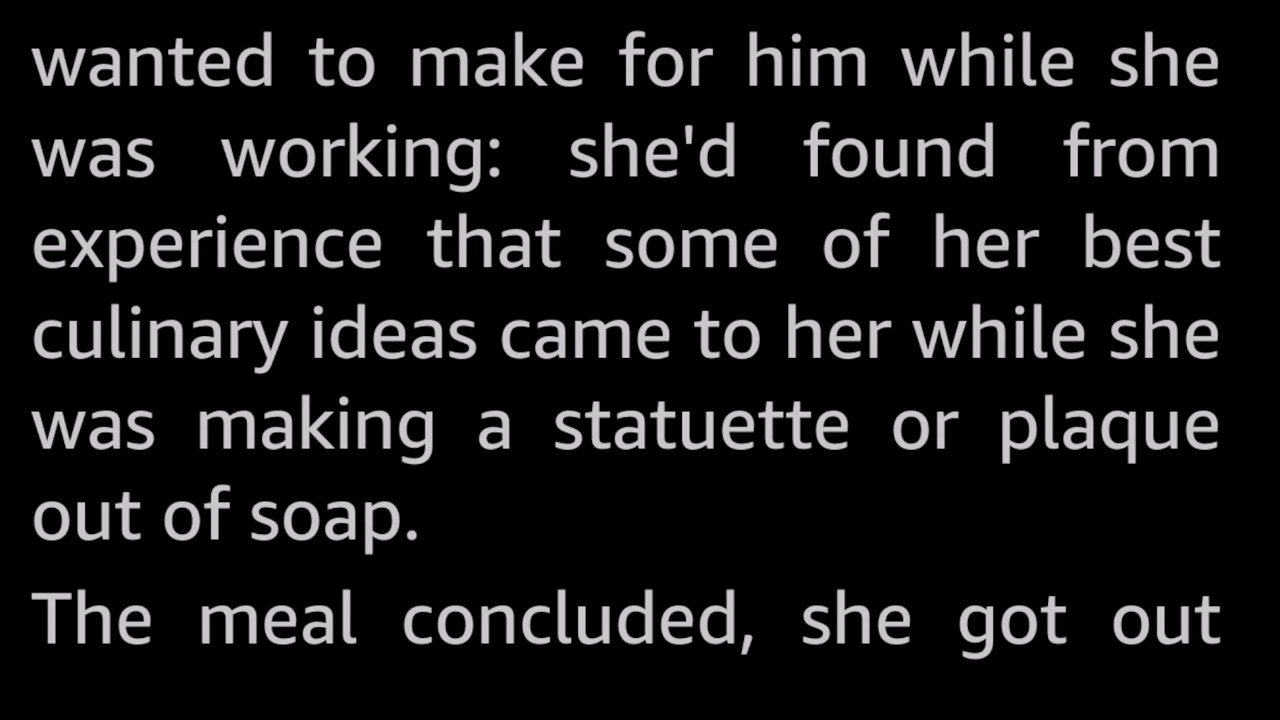 wanted to make for him while she
was working: she'd found from
experience that some of her best
culinary ideas came to her while she
was making a statuette or plaque
out of soap.
The meal concluded, she got out